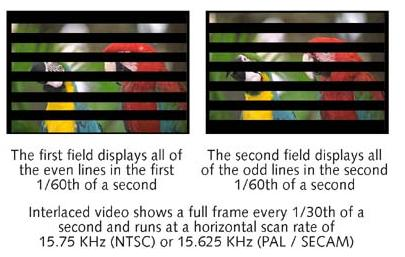 The first field displays all of
the even lines in the first
1/60th of a second
The second field displays all
of the odd lines in the second
1/60th of a second
Interlaced video shows a full frame every 1/30th of a
second and runs at a horizontal scan rate of
15.75 KHz (NTSC) or 15.625 KHz (PAL / SECAM)